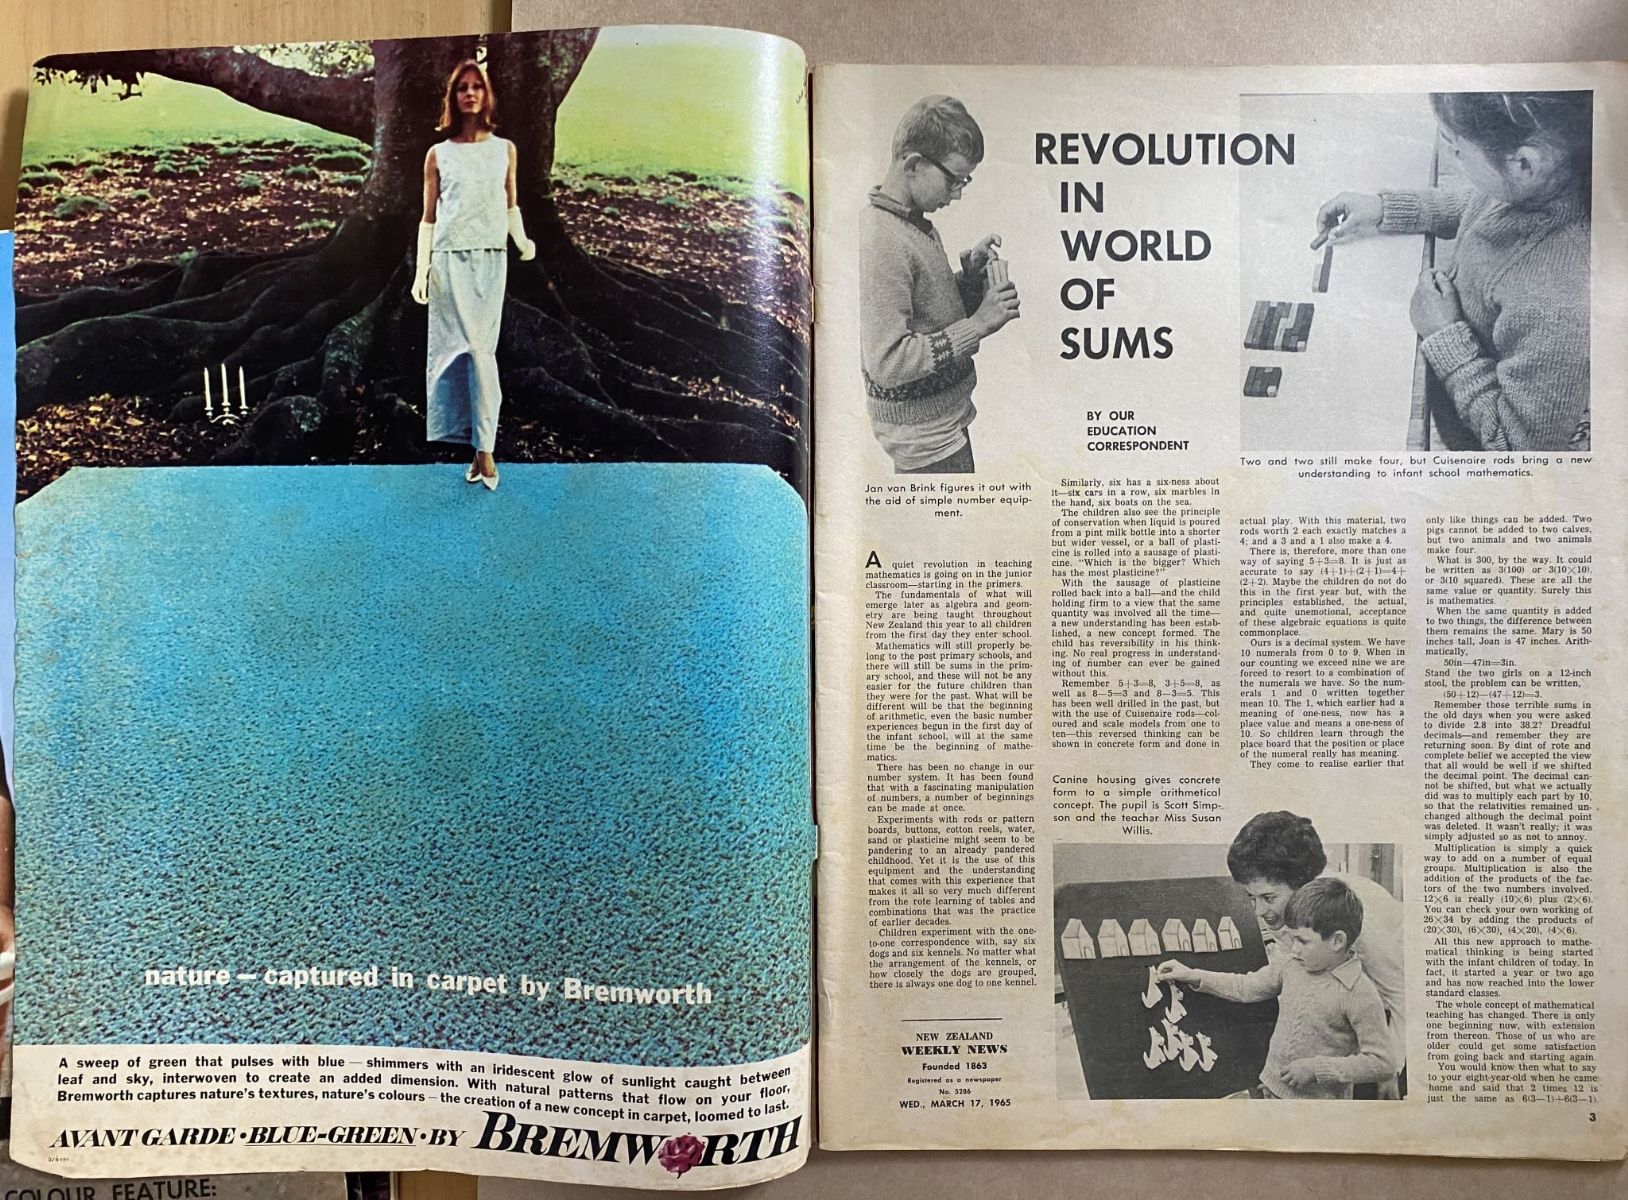 nature – captured in carpet by Bremworth
A sweep of green that pulses with blue – shimmers with an iridescent glow of sunlight caught between
leaf and sky, interwoven to create an added dimension. With natural patterns that flow on your floor,
Bremworth captures nature's textures, nature's colours – the creation of a new concept in carpet, loomed to last.
AVANT GARDE • BLUE-GREEN • BY BREMWORTH
COLOUR FEATURE:
REVOLUTION
IN
WORLD
OF
SUMS
BY OUR
EDUCATION
CORRESPONDENT
Jan van Brink figures it out with
the aid of simple number equip-
ment.
Two and two still make four, but Cuisenaire rods bring a new
understanding to infant school mathematics.
A quiet revolution in teaching
mathematics is going on in the junior
classroom—starting in the primers.
The fundamentals of what will
emerge later as algebra and geom-
etry are being taught throughout
New Zealand this year to all children
from the first day they enter school.
Mathematics will still properly be-
long to the post primary schools, and
there will still be sums in the prim-
ary school, and these will not be any
easier for the future children than
they were for the past. What will be
different will be that the beginning
of arithmetic, even the basic number
experiences begun in the first day of
the infant school, will at the same
time be the beginning of mathe-
matics.
There has been no change in our
number system. It has been found
that with a fascinating manipulation
of numbers, a number of beginnings
can be made at once.
Experiments with rods or pattern
boards, buttons, cotton reels, water,
sand or plasticine might seem to be
pandering to an already pandered
childhood. Yet it is the use of this
equipment and the understanding
that comes with this experience that
makes it all so very much different
from the rote learning of tables and
combinations that was the practice
of earlier decades.
Children experiment with the one-
to-one correspondence with, say six
dogs and six kennels. No matter what
the arrangement of the kennels, or
how closely the dogs are grouped,
there is always one dog to one kennel.
NEW ZEALAND
WEEKLY NEWS
Founded 1863
Registered as a newspaper
No. 5286
WED., MARCH 17, 1965
Similarly, six has a six-ness about
it—six cars in a row, six marbles in
the hand, six boats on the sea.
The children also see the principle
of conservation when liquid is poured
from a pint milk bottle into a shorter
but wider vessel, or a ball of plasti-
cine is rolled into a sausage of plasti-
cine. "Which is the bigger? Which
has the most plasticine?"
With the sausage of plasticine
rolled back into a ball—and the child
holding firm to a view that the same
quantity was involved all the time—
a new understanding has been estab-
lished, a new concept formed. The
child has reversibility in his think-
ing. No real progress in understand-
ing of number can ever be gained
without this.
Remember 5+3=8, 3+5=8, as
well as 8—5=3 and 8—3=5. This
has been well drilled in the past, but
with the use of Cuisenaire rods—col-
oured and scale models from one to
ten—this reversed thinking can be
shown in concrete form and done in
Canine housing gives concrete
form to a simple arithmetical
concept. The pupil is Scott Simp-
son and the teacher Miss Susan
Willis.
actual play. With this material, two
rods worth 2 each exactly matches a
4; and a 3 and a 1 also make a 4.
There is, therefore, more than one
way of saying 5+3=8. It is just as
accurate to say (4+1)+(2+1)=4+
(2+2). Maybe the children do not do
this in the first year but, with the
principles established, the actual,
and quite unemotional, acceptance
of these algebraic equations is quite
commonplace.
Ours is a decimal system. We have
10 numerals from 0 to 9. When in
our counting we exceed nine we are
forced to resort to a combination of
the numerals we have. So the num-
erals 1 and 0 written together
mean 10. The 1, which earlier had a
meaning of one-ness, now has a
place value and means a one-ness of
10. So children learn through the
place board that the position or place
of the numeral really has meaning.
They come to realise earlier that
only like things can be added. Two
pigs cannot be added to two calves,
but two animals and two animals
make four.
What is 300, by the way. It could
be written as 3(100) or 3(10×10),
or 3(10 squared). These are all the
same value or quantity. Surely this
is mathematics.
When the same quantity is added
to two things, the difference between
them remains the same. Mary is 50
inches tall, Joan is 47 inches. Arith-
matically,
50in—47in=3in.
Stand the two girls on a 12-inch
stool, the problem can be written,
(50+12)—(47+12)=3.
Remember those terrible sums in
the old days when you were asked
to divide 2.8 into 38.2? Dreadful
decimals—and remember they are
returning soon. By dint of rote and
complete belief we accepted the view
that all would be well if we shifted
the decimal point. The decimal can-
not be shifted, but what we actually
did was to multiply each part by 10,
so that the relativities remained un-
changed although the decimal point
was deleted. It wasn't really; it was
simply adjusted so as not to annoy.
Multiplication is simply a quick
way to add on a number of equal
groups. Multiplication is also the
addition of the products of the fac-
tors of the two numbers involved.
12×6 is really (10×6) plus (2×6).
You can check your own working of
26×34 by adding the products of
(20×30), (6×30), (4×20), (4×6).
All this new approach to mathe-
matical thinking is being started
with the infant children of today. In
fact, it started a year or two ago
and has now reached into the lower
standard classes.
The whole concept of mathematical
teaching has changed. There is only
one beginning now, with extension
from thereon. Those of us who are
older could get some satisfaction
from going back and starting again.
You would know then what to say
to your eight-year-old when he came
home and said that 2 times 12 is
just the same as 6(3—1)+6(3—1).
3